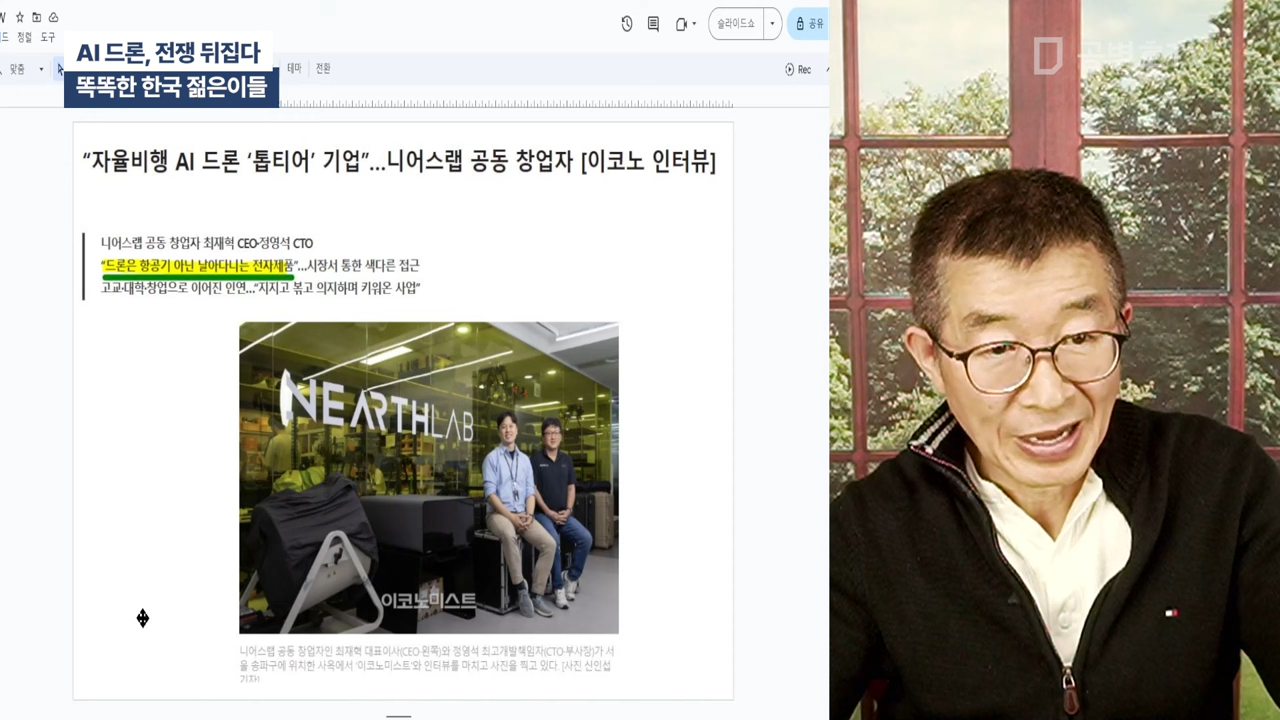 AI 드론, 전쟁 뒤집다
똑똑한 한국 젊은이들
정렬 도구
맞춤
테마 전환
슬라이드쇼
공유
Rec
“자율비행 AI 드론 ‘톱티어’ 기업”…니어스랩 공동 창업자 [이코노 인터뷰]
니어스랩 공동 창업자 최재혁 CEO·정영석 CTO
“드론은 항공기 아닌 날아다니는 전자제품”…시장서 통한 색다른 접근
고교·대학·창업으로 이어진 인연…“지지고 볶고 의지하며 키워온 사업”
NEARTHLAB
이코노미스트
니어스랩 공동 창업자인 최재혁 대표이사(CEO·왼쪽)와 정영석 최고개발책임자(CTO·부사장)가 서
울 송파구에 위치한 사옥에서 ‘이코노미스트’와 인터뷰를 마치고 사진을 찍고 있다. [사진 신인섭
기자]